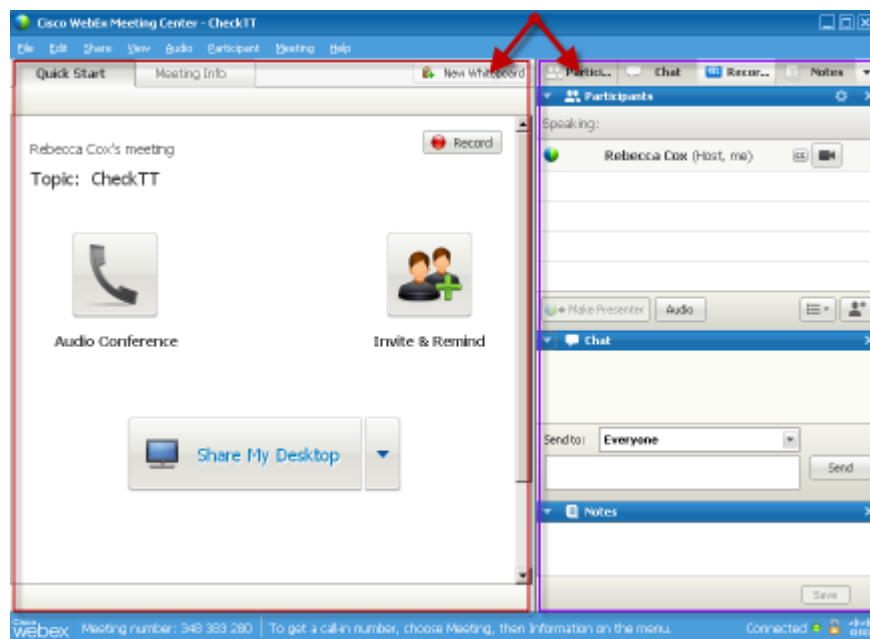 Cisco WebEx Meeting Center - CheckTT
File Edit Share View Audio Participant Meeting Help
Quick Start Meeting Info New Whiteboard
Partici... Chat Recor... Notes
Participants
Speaking:
Rebecca Cox's meeting
Record
Topic: CheckTT
Rebecca Cox (Host, me)
Make Presenter Audio
Audio Conference
Invite & Remind
Share My Desktop
Chat
Send to: Everyone
Send
Notes
Save
Cisco
webex Meeting number: 348 383 280 To get a call-in number, choose Meeting, then Information on the menu. Connected